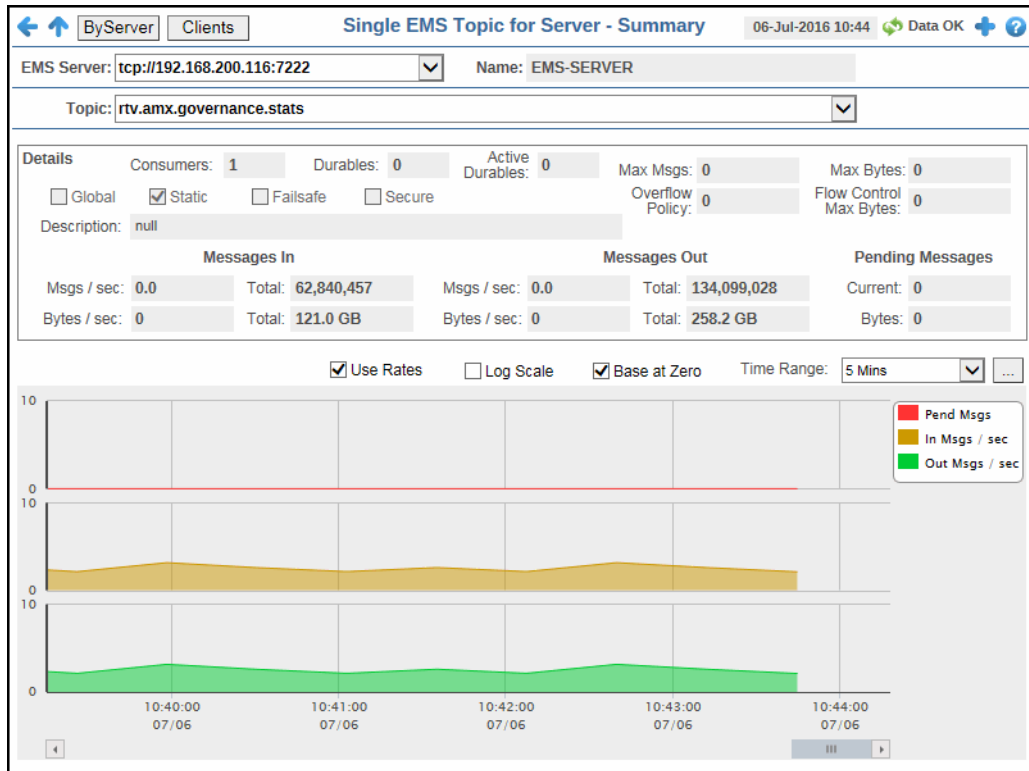 ByServer Clients Single EMS Topic for Server - Summary 06-Jul-2016 10:44 Data OK ?
EMS Server: tcp://192.168.200.116:7222 Name: EMS-SERVER
Topic: rtv.amx.governance.stats
Details Consumers: 1 Durables: 0 Active Durables: 0 Max Msgs: 0 Max Bytes: 0
Global Static Failsafe Secure Overflow Policy: 0 Flow Control Max Bytes: 0
Description: null
Messages In Messages Out Pending Messages
Msgs / sec: 0.0 Total: 62,840,457 Msgs / sec: 0.0 Total: 134,099,028 Current: 0
Bytes / sec: 0 Total: 121.0 GB Bytes / sec: 0 Total: 258.2 GB Bytes: 0
Use Rates Log Scale Base at Zero Time Range: 5 Mins ...
10
Pend Msgs
In Msgs / sec
Out Msgs / sec
0
10
0
10
0
10:40:00 10:41:00 10:42:00 10:43:00 10:44:00
07/06 07/06 07/06 07/06 07/06